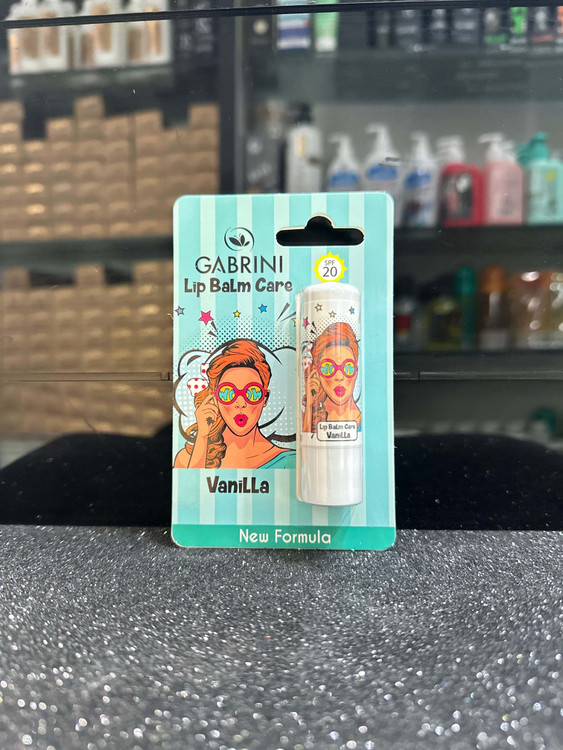 GABRINI
Lip Balm Care
SPF
20
Lip Balm Care
Vanilla
Vanilla
New Formula